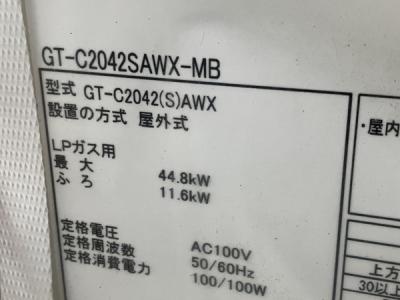 GT-C2042SAWX-MB
型式 GT-C2042(S)AWX
設置の方式 屋外式
・屋内
LPガス用
最 大 44.8kW
ふ ろ 11.6kW
定格電圧 AC100V
定格周波数 50/60Hz
定格消費電力 100/100W
上方
30以上